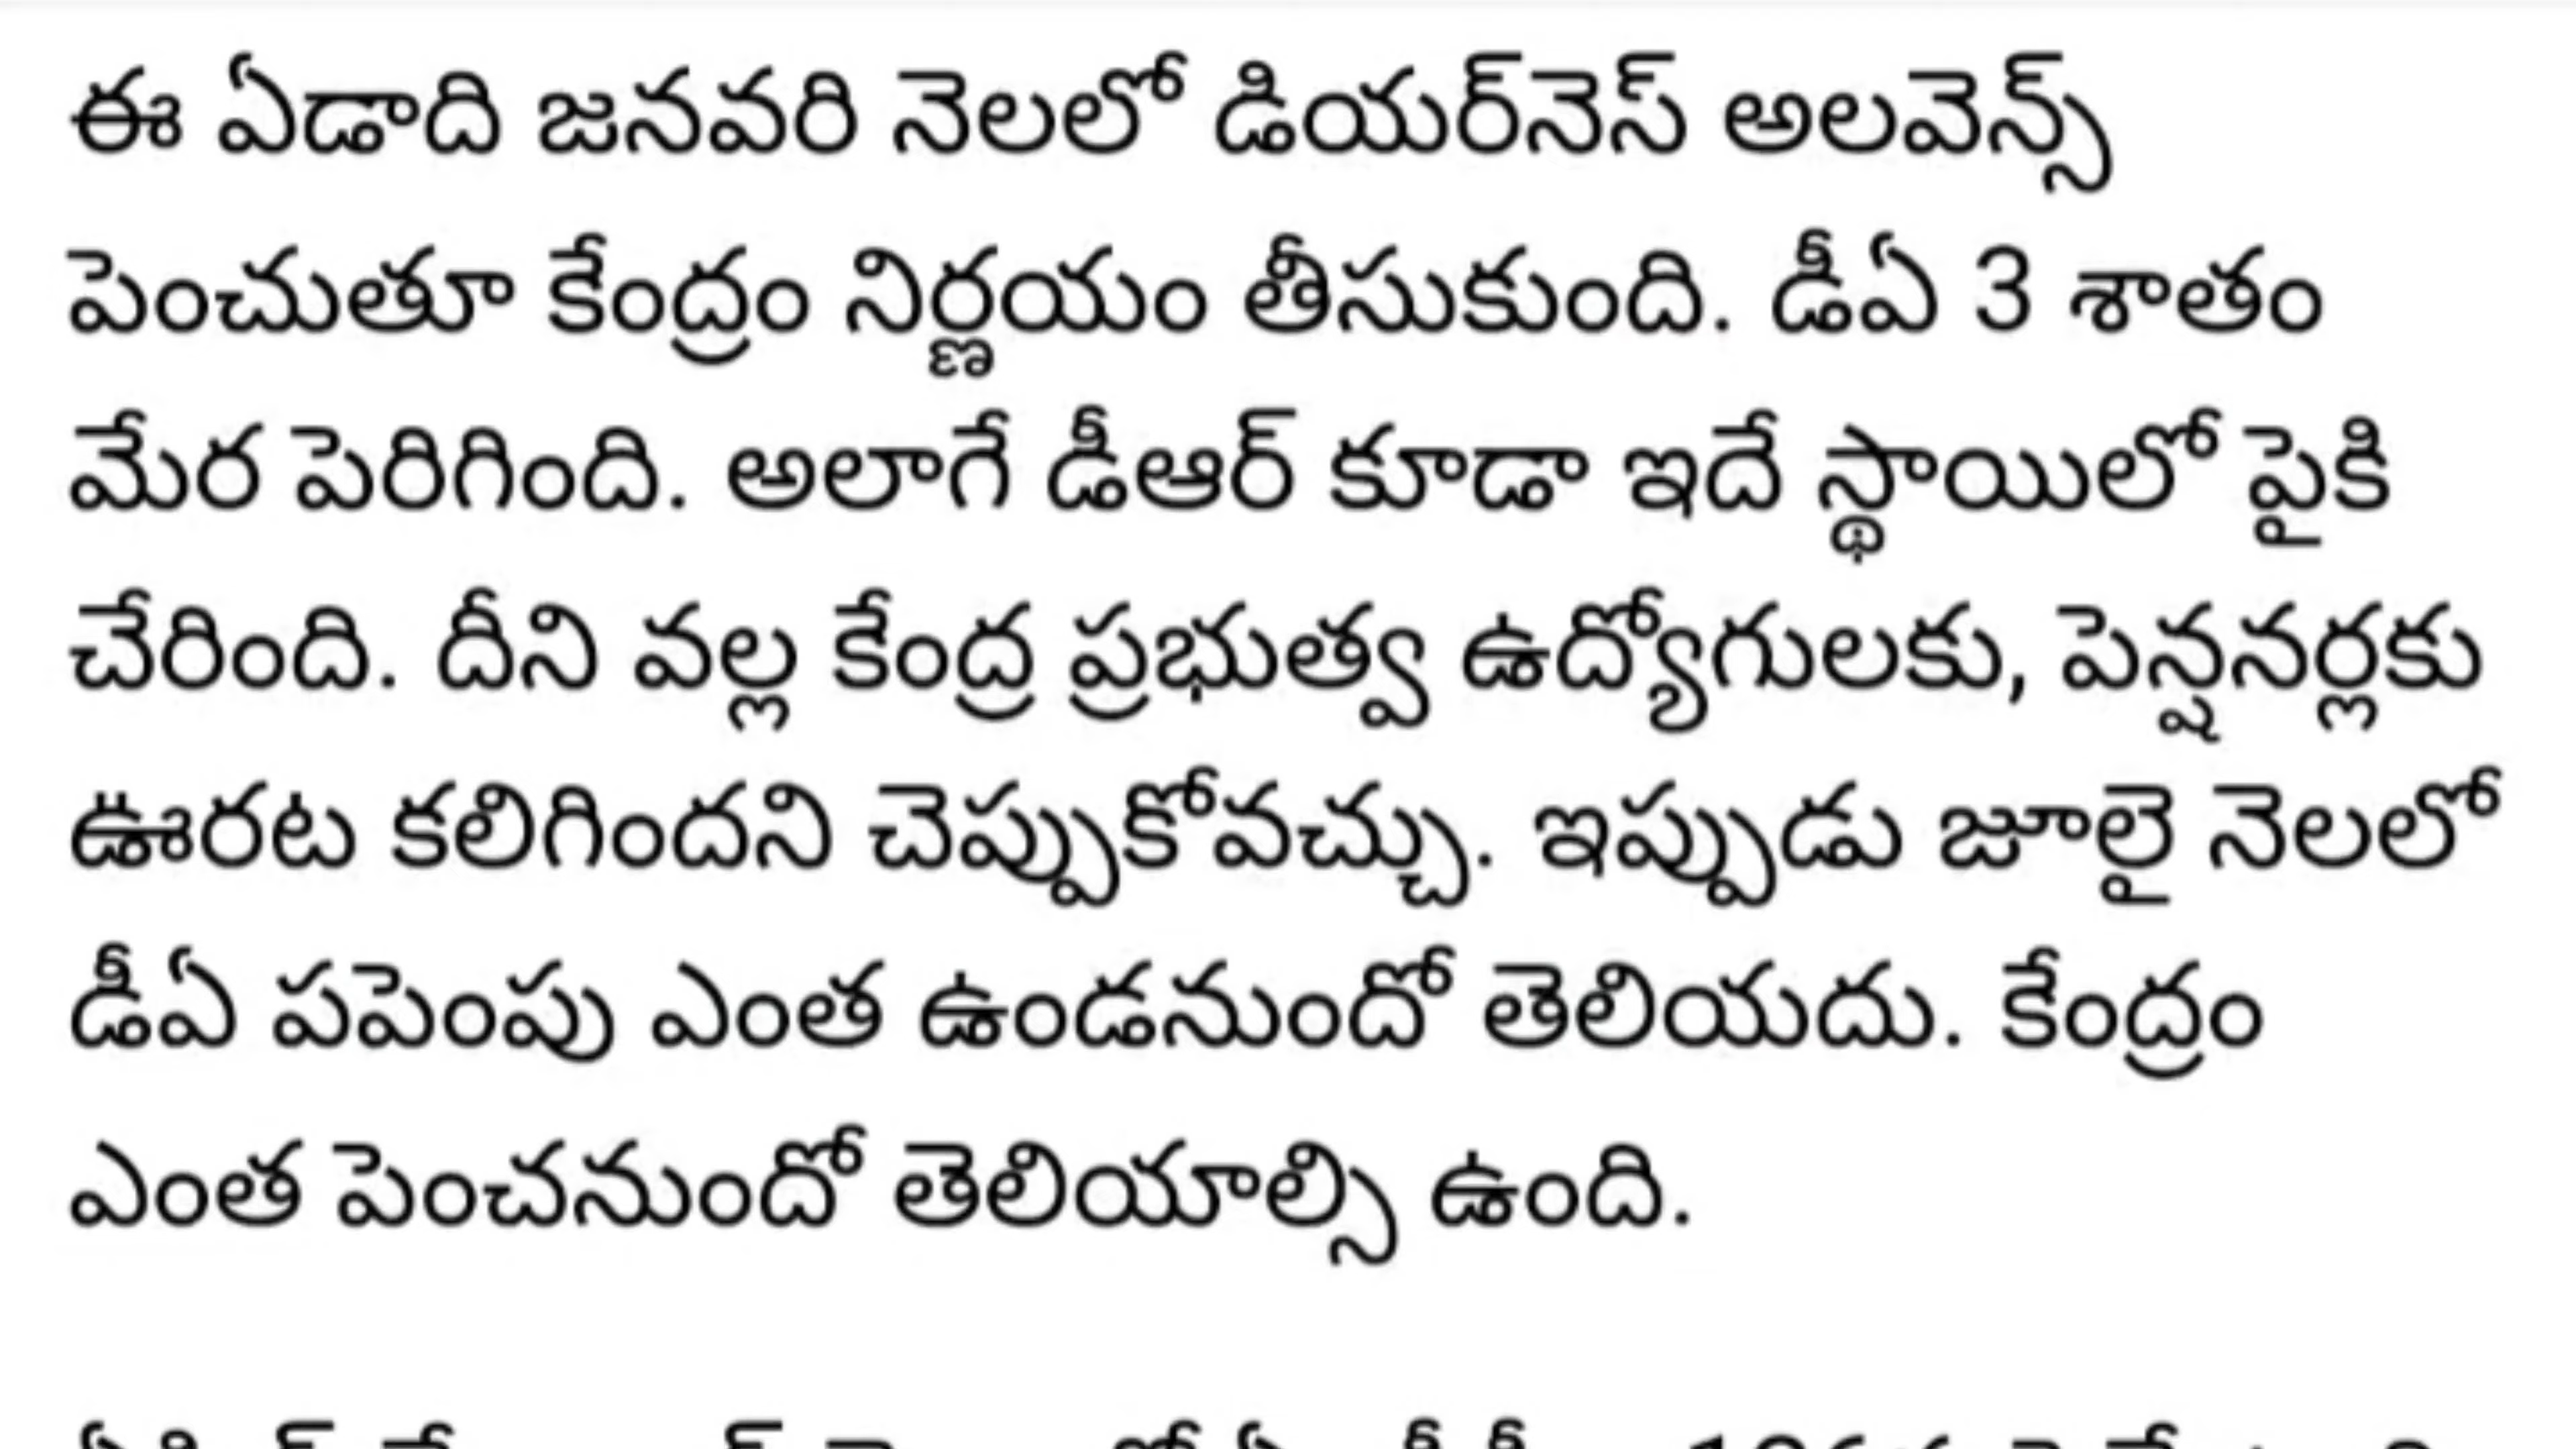 ఈ ఏడాది జనవరి నెలలో డియర్‌నెస్ అలవెన్స్
పెంచుతూ కేంద్రం నిర్ణయం తీసుకుంది. డీఏ 3 శాతం
మేర పెరిగింది. అలాగే డీఆర్ కూడా ఇదే స్థాయిలో పైకి
చేరింది. దీని వల్ల కేంద్ర ప్రభుత్వ ఉద్యోగులకు, పెన్షనర్లకు
ఊరట కలిగిందని చెప్పుకోవచ్చు. ఇప్పుడు జూలై నెలలో
డీఏ పపెంపు ఎంత ఉండనుందో తెలియదు. కేంద్రం
ఎంత పెంచనుందో తెలియాల్సి ఉంది.